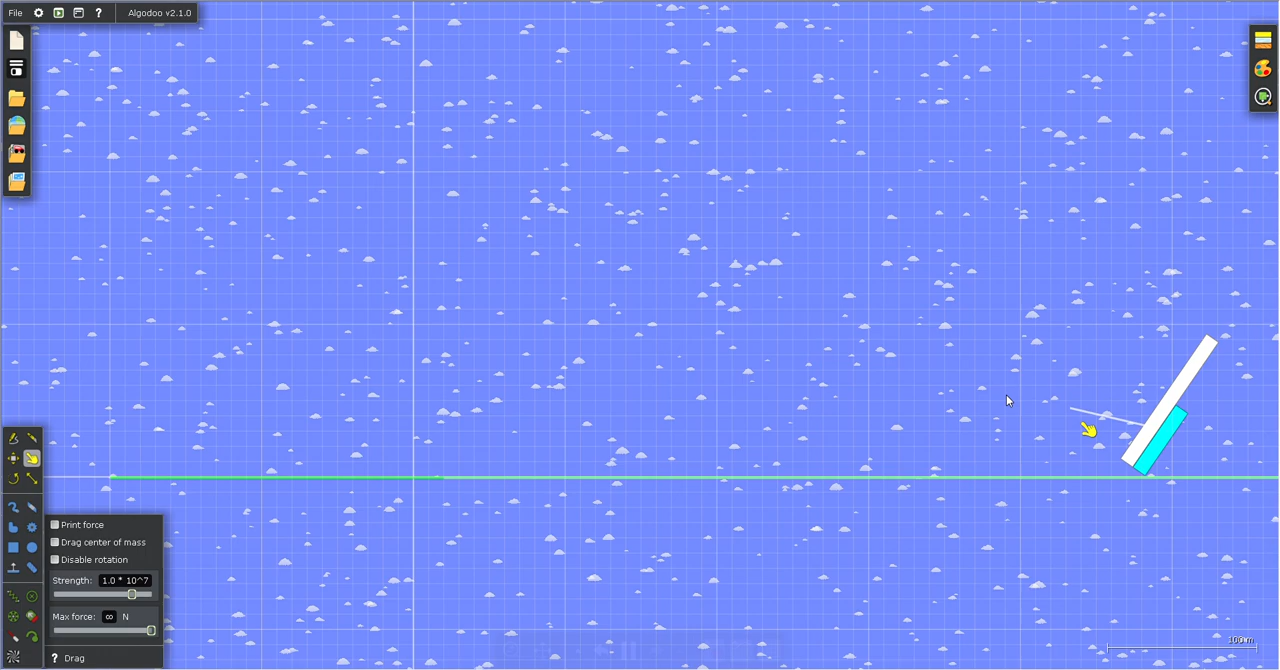 File ? Algodoo v2.1.0
Print force
Drag center of mass
Disable rotation
Strength: 1.0 * 10^7
Max force: ∞ N
? Drag
100 m